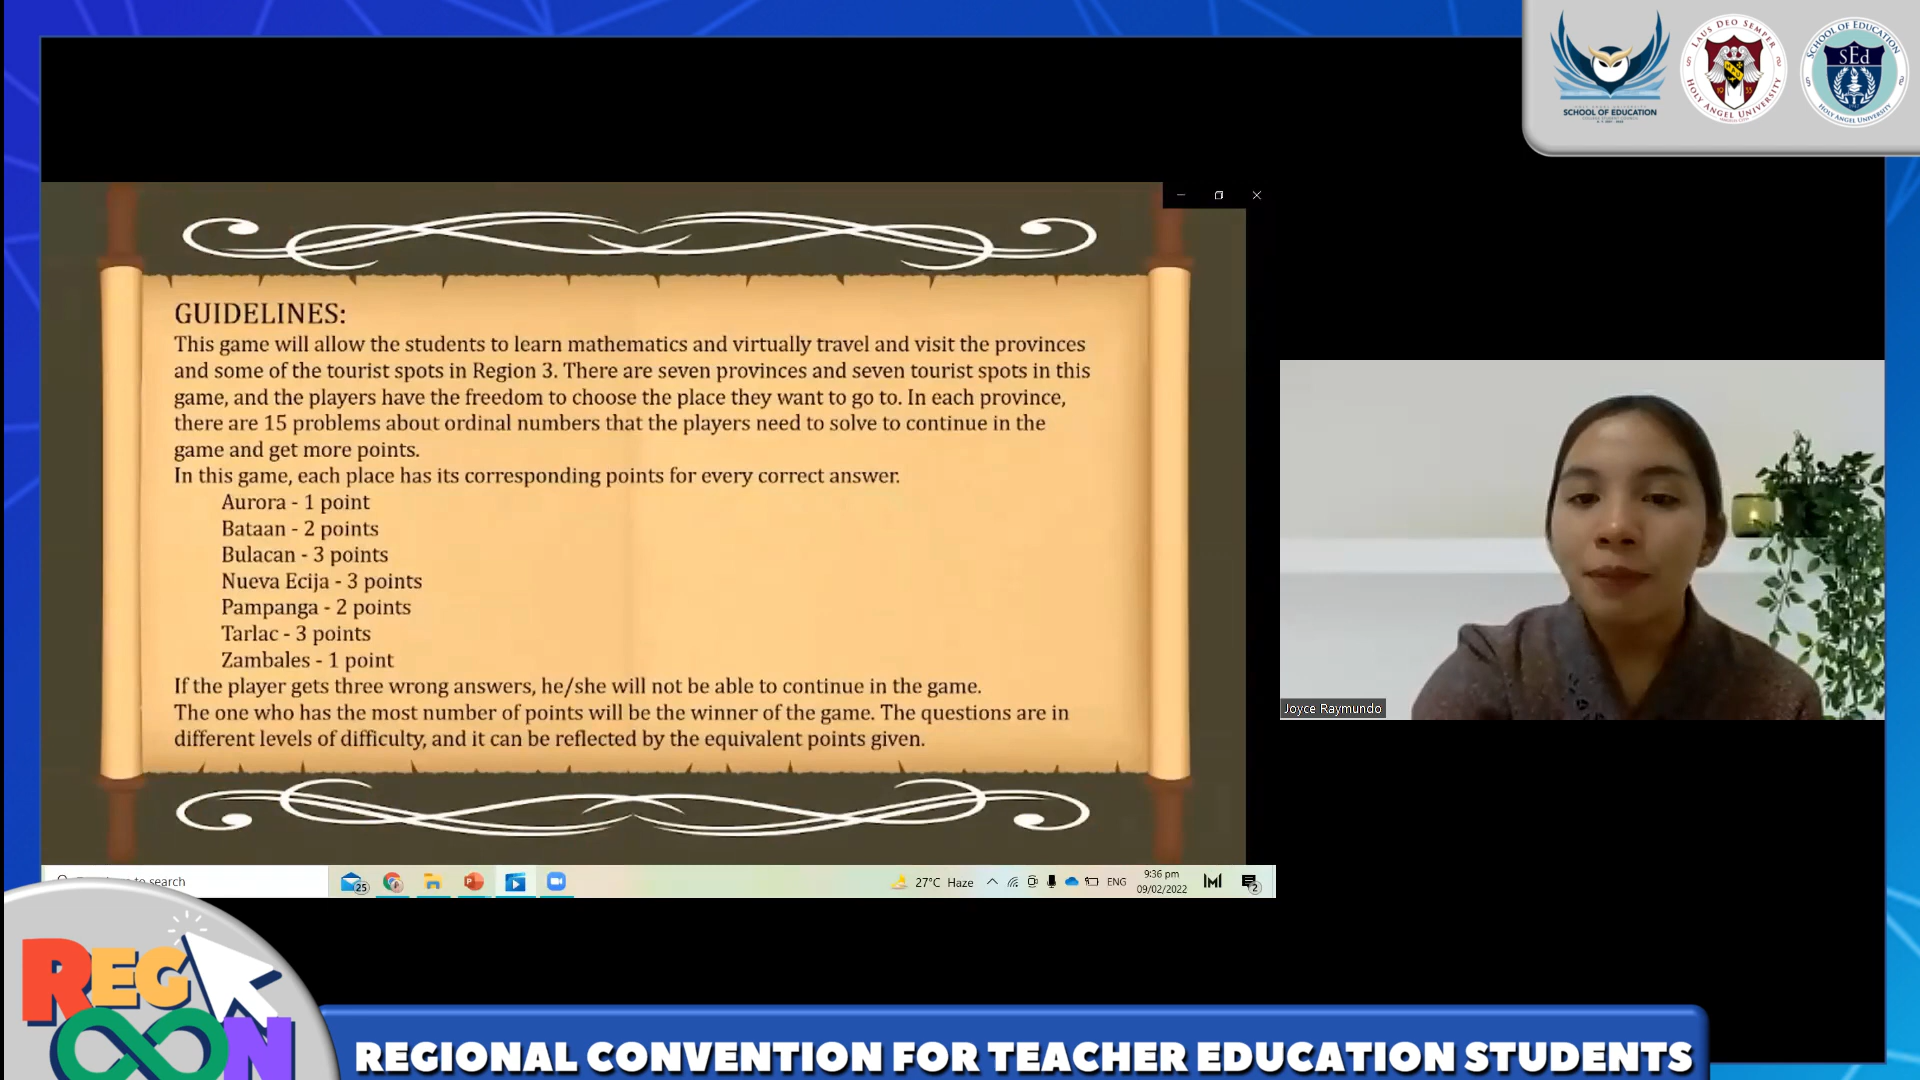 SCHOOL OF EDUCATION
LAUS DEO SEMPER
HOLY ANGEL UNIVERSITY
1933
SCHOOL OF EDUCATION
SEd
HOLY ANGEL UNIVERSITY
GUIDELINES:
This game will allow the students to learn mathematics and virtually travel and visit the provinces
and some of the tourist spots in Region 3. There are seven provinces and seven tourist spots in this
game, and the players have the freedom to choose the place they want to go to. In each province,
there are 15 problems about ordinal numbers that the players need to solve to continue in the
game and get more points.
In this game, each place has its corresponding points for every correct answer.
Aurora - 1 point
Bataan - 2 points
Bulacan - 3 points
Nueva Ecija - 3 points
Pampanga - 2 points
Tarlac - 3 points
Zambales - 1 point
If the player gets three wrong answers, he/she will not be able to continue in the game.
The one who has the most number of points will be the winner of the game. The questions are in
different levels of difficulty, and it can be reflected by the equivalent points given.
Joyce Raymundo
to search
25
27°C Haze
ENG
9:36 pm
09/02/2022
2
REG
N
REGIONAL CONVENTION FOR TEACHER EDUCATION STUDENTS